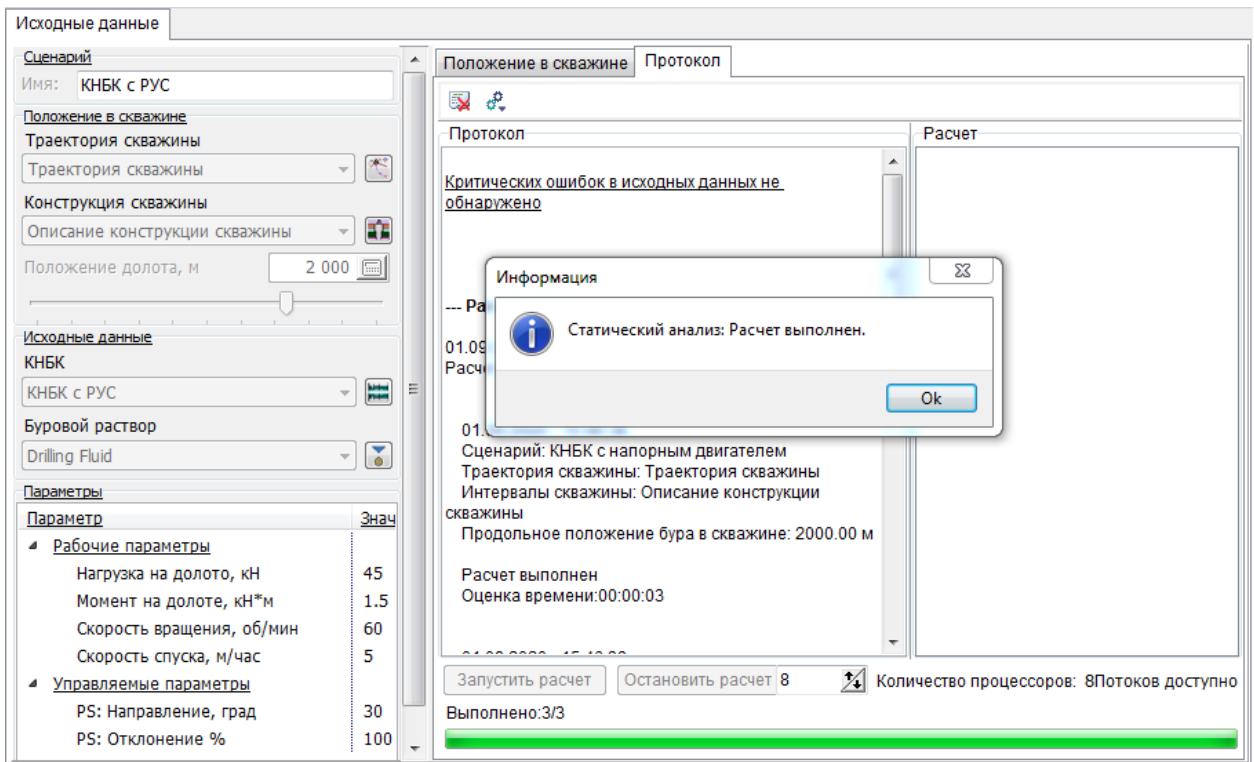 Исходные данные
Сценарий
Имя: КНБК с РУС
Положение в скважине
Траектория скважины
Траектория скважины
Конструкция скважины
Описание конструкции скважины
Положение долота, м 2 000
Исходные данные
КНБК
КНБК с РУС
Буровой раствор
Drilling Fluid
Параметры
Параметр Знач
Рабочие параметры
Нагрузка на долото, кН 45
Момент на долоте, кН*м 1.5
Скорость вращения, об/мин 60
Скорость спуска, м/час 5
Управляемые параметры
PS: Направление, град 30
PS: Отклонение % 100
Положение в скважине Протокол
Протокол
Критических ошибок в исходных данных не
обнаружено
--- Ра
01.09
Расч
01.
Сценарий: КНБК с напорным двигателем
Траектория скважины: Траектория скважины
Интервалы скважины: Описание конструкции
скважины
Продольное положение бура в скважине: 2000.00 м
Расчет выполнен
Оценка времени:00:00:03
Расчет
Информация
Статический анализ: Расчет выполнен.
Ok
Запустить расчет Остановить расчет 8 Количество процессоров: 8Потоков доступно
Выполнено:3/3